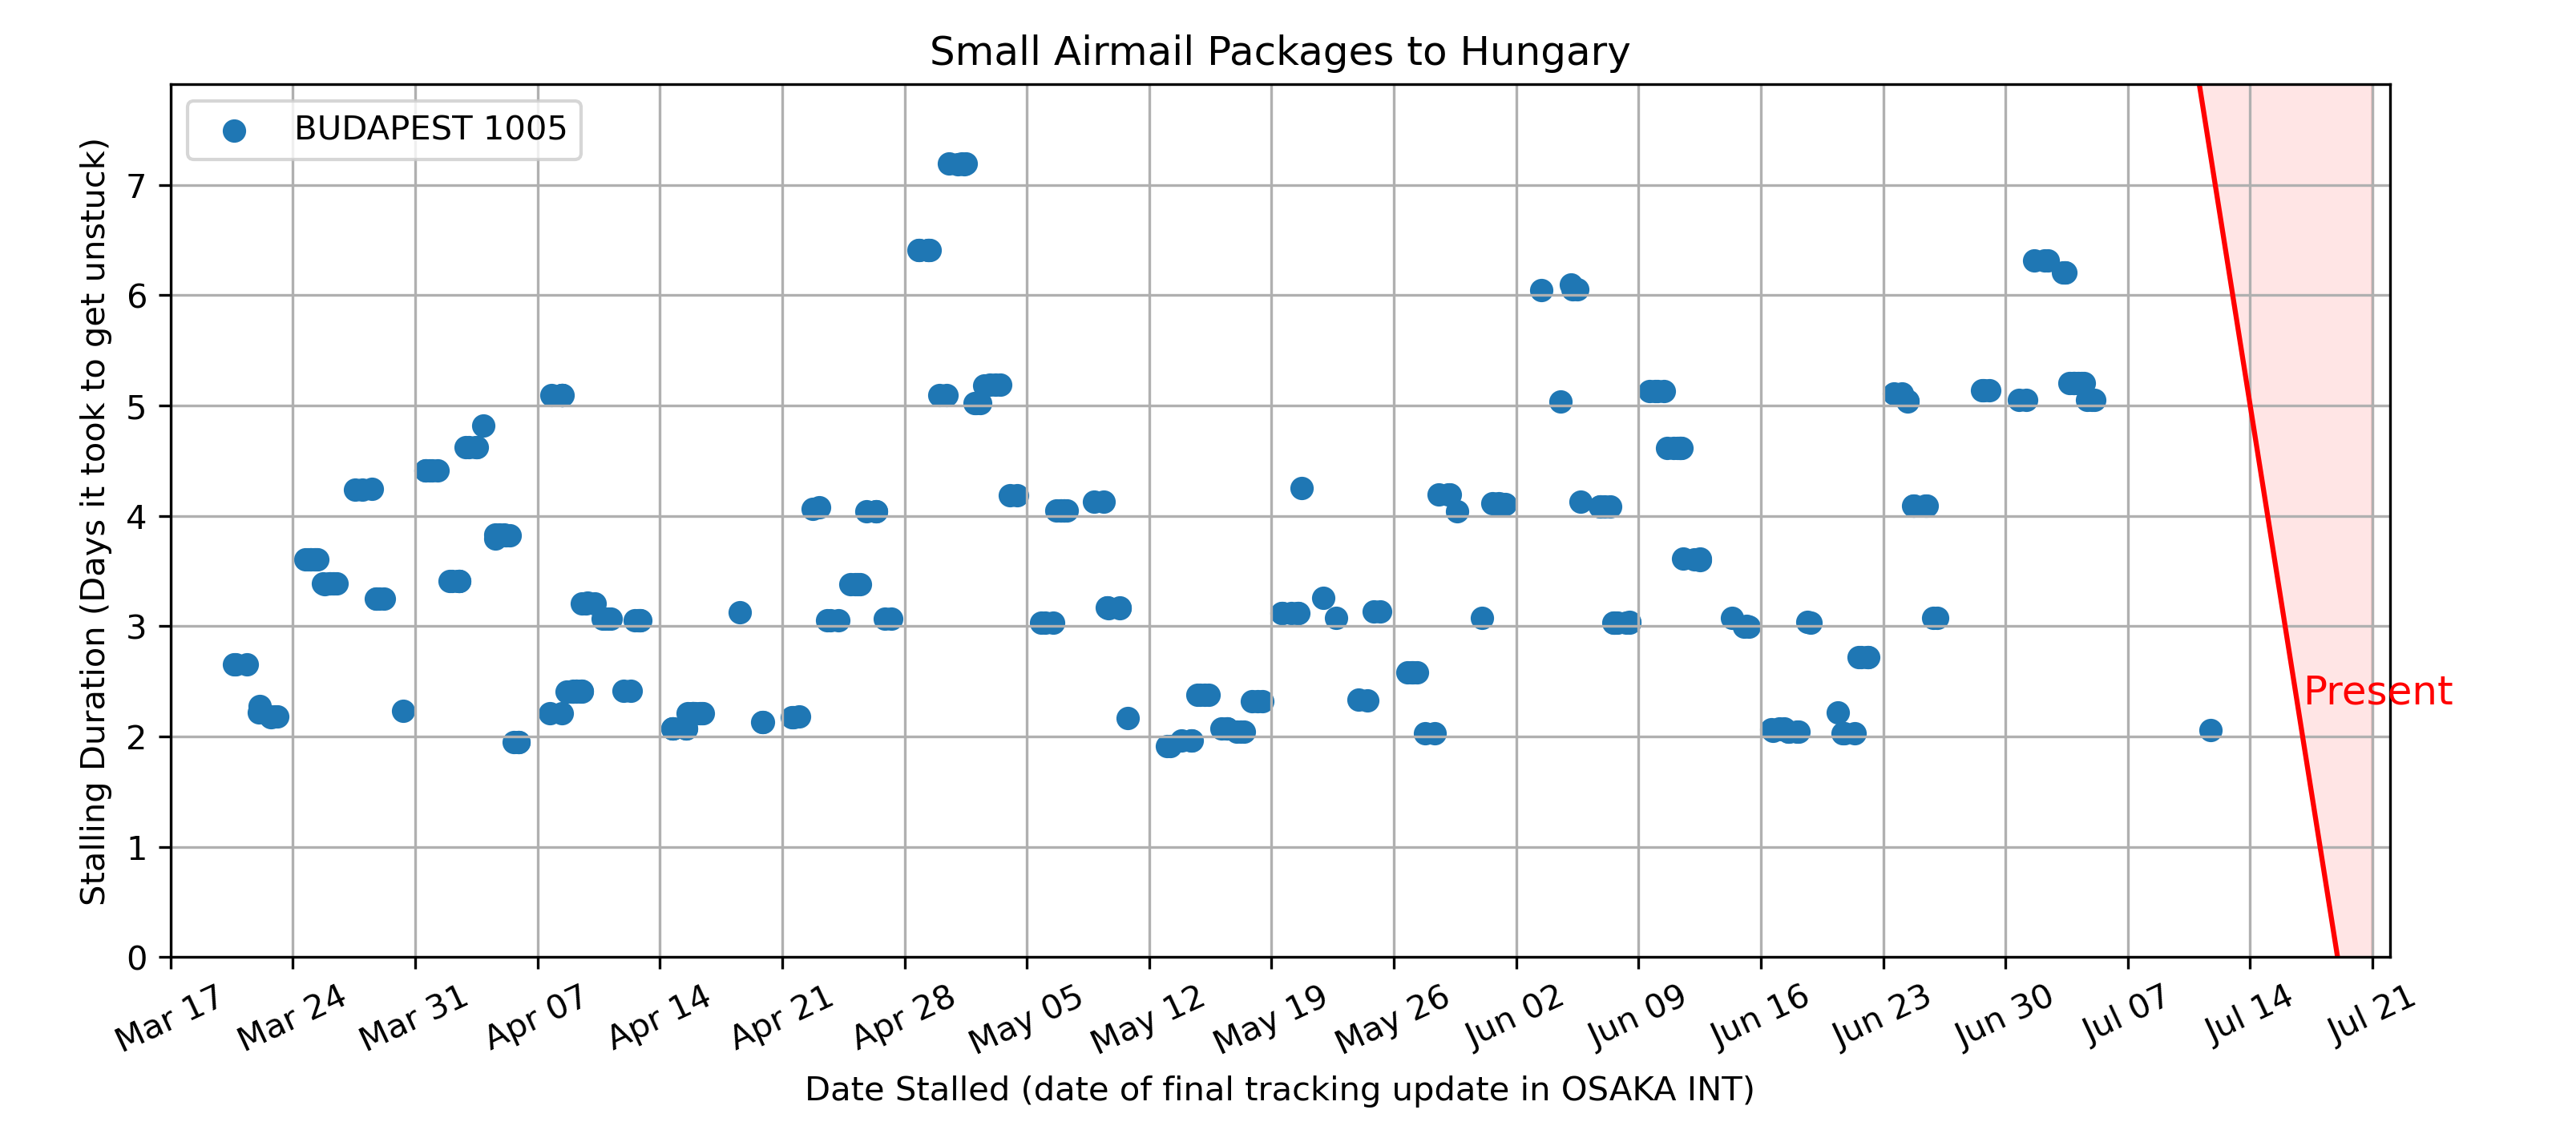 Small Airmail Packages to Hungary
BUDAPEST 1005
Stalling Duration (Days it took to get unstuck)
7
6
5
4
3
2
1
0
Present
Mar 17
Mar 24
Mar 31
Apr 07
Apr 14
Apr 21
Apr 28
May 05
May 12
May 19
May 26
Jun 02
Jun 09
Jun 16
Jun 23
Jun 30
Jul 07
Jul 14
Jul 21
Date Stalled (date of final tracking update in OSAKA INT)